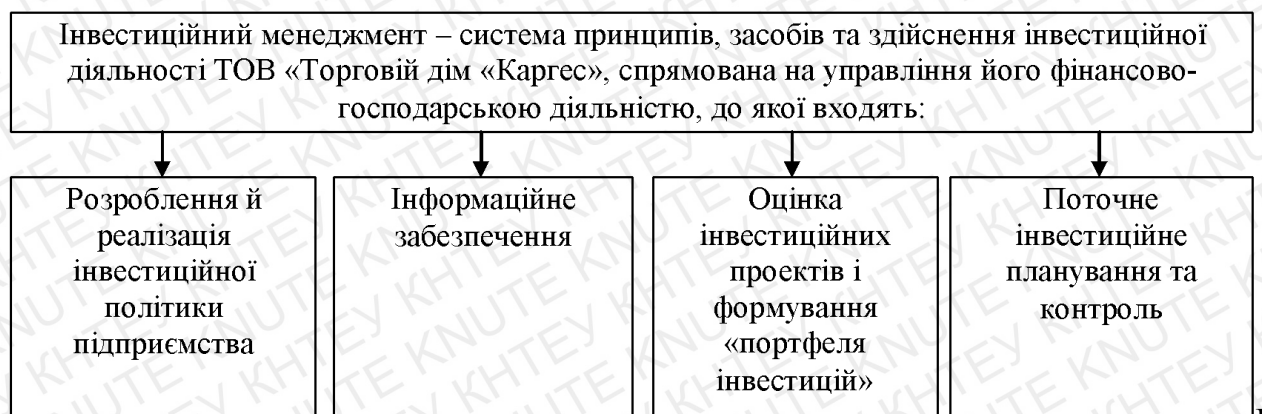 Інвестиційний менеджмент – система принципів, засобів та здійснення інвестиційної
діяльності ТОВ «Торговій дім «Каргес», спрямована на управління його фінансово-
господарською діяльністю, до якої входять:
Розроблення й
реалізація
інвестиційної
політики
підприємства
Інформаційне
забезпечення
Оцінка
інвестиційних
проектів і
формування
«портфеля
інвестицій»
Поточне
інвестиційне
планування та
контроль